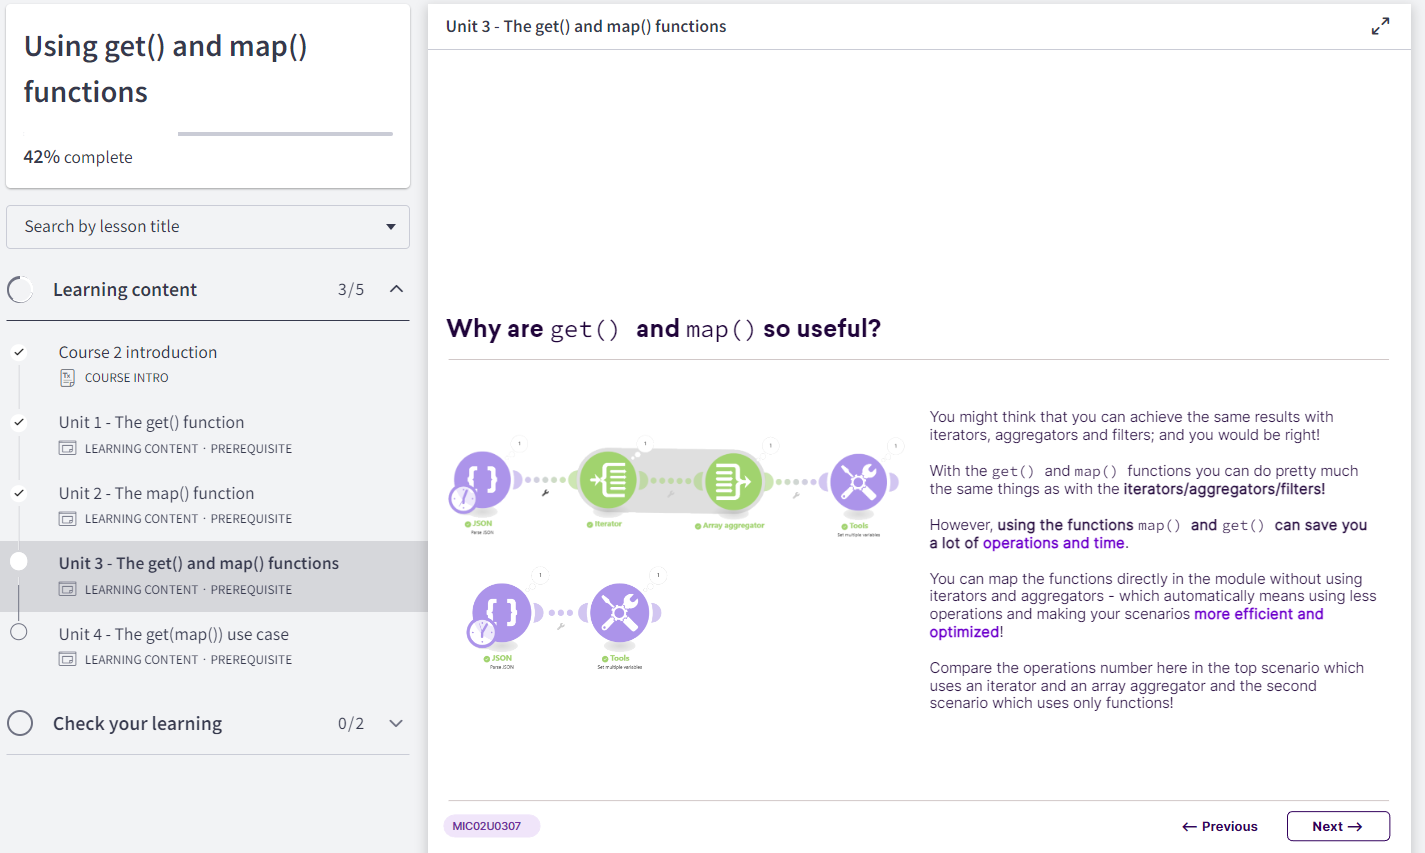 Using get() and map()
functions
42% complete
Search by lesson title
Learning content 3/5
Course 2 introduction
COURSE INTRO
Unit 1 - The get() function
LEARNING CONTENT · PREREQUISITE
Unit 2 - The map() function
LEARNING CONTENT · PREREQUISITE
Unit 3 - The get() and map() functions
LEARNING CONTENT · PREREQUISITE
Unit 4 - The get(map()) use case
LEARNING CONTENT · PREREQUISITE
Check your learning 0/2
Unit 3 - The get() and map() functions
Why are get() and map() so useful?
1 1 1 1
JSON Iterator Array aggregator Tools
Parse JSON Set multiple variables
1 1
JSON Tools
Parse JSON Set multiple variables
You might think that you can achieve the same results with
iterators, aggregators and filters; and you would be right!
With the get() and map() functions you can do pretty much
the same things as with the iterators/aggregators/filters!
However, using the functions map() and get() can save you
a lot of operations and time.
You can map the functions directly in the module without using
iterators and aggregators - which automatically means using less
operations and making your scenarios more efficient and
optimized!
Compare the operations number here in the top scenario which
uses an iterator and an array aggregator and the second
scenario which uses only functions!
MIC02U0307
← Previous
Next →